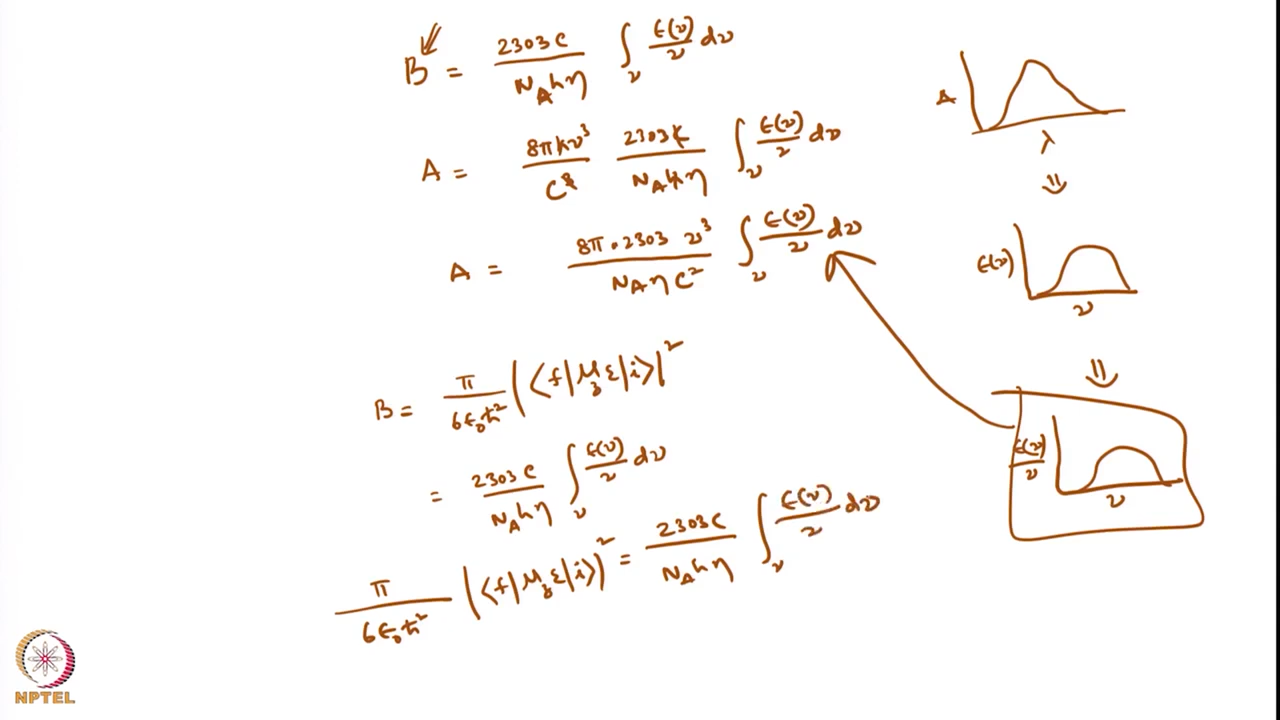 B = 2303 c / N_A h η ∫_ν ε(ν)/ν dν
A = 8πhν³/c³ 2303 c / N_A h η ∫_ν ε(ν)/ν dν
A = 8π · 2303 ν³ / N_A η c² ∫_ν ε(ν)/ν dν
B = π / 6ε₀ħ² |⟨f|μ_z ε|i⟩|²
= 2303 c / N_A h η ∫_ν ε(ν)/ν dν
π / 6ε₀ħ² |⟨f|μ_z ε|i⟩|² = 2303 c / N_A h η ∫_ν ε(ν)/ν dν
A
λ
ε(ν)
ν
ε(ν)/ν
ν
NPTEL